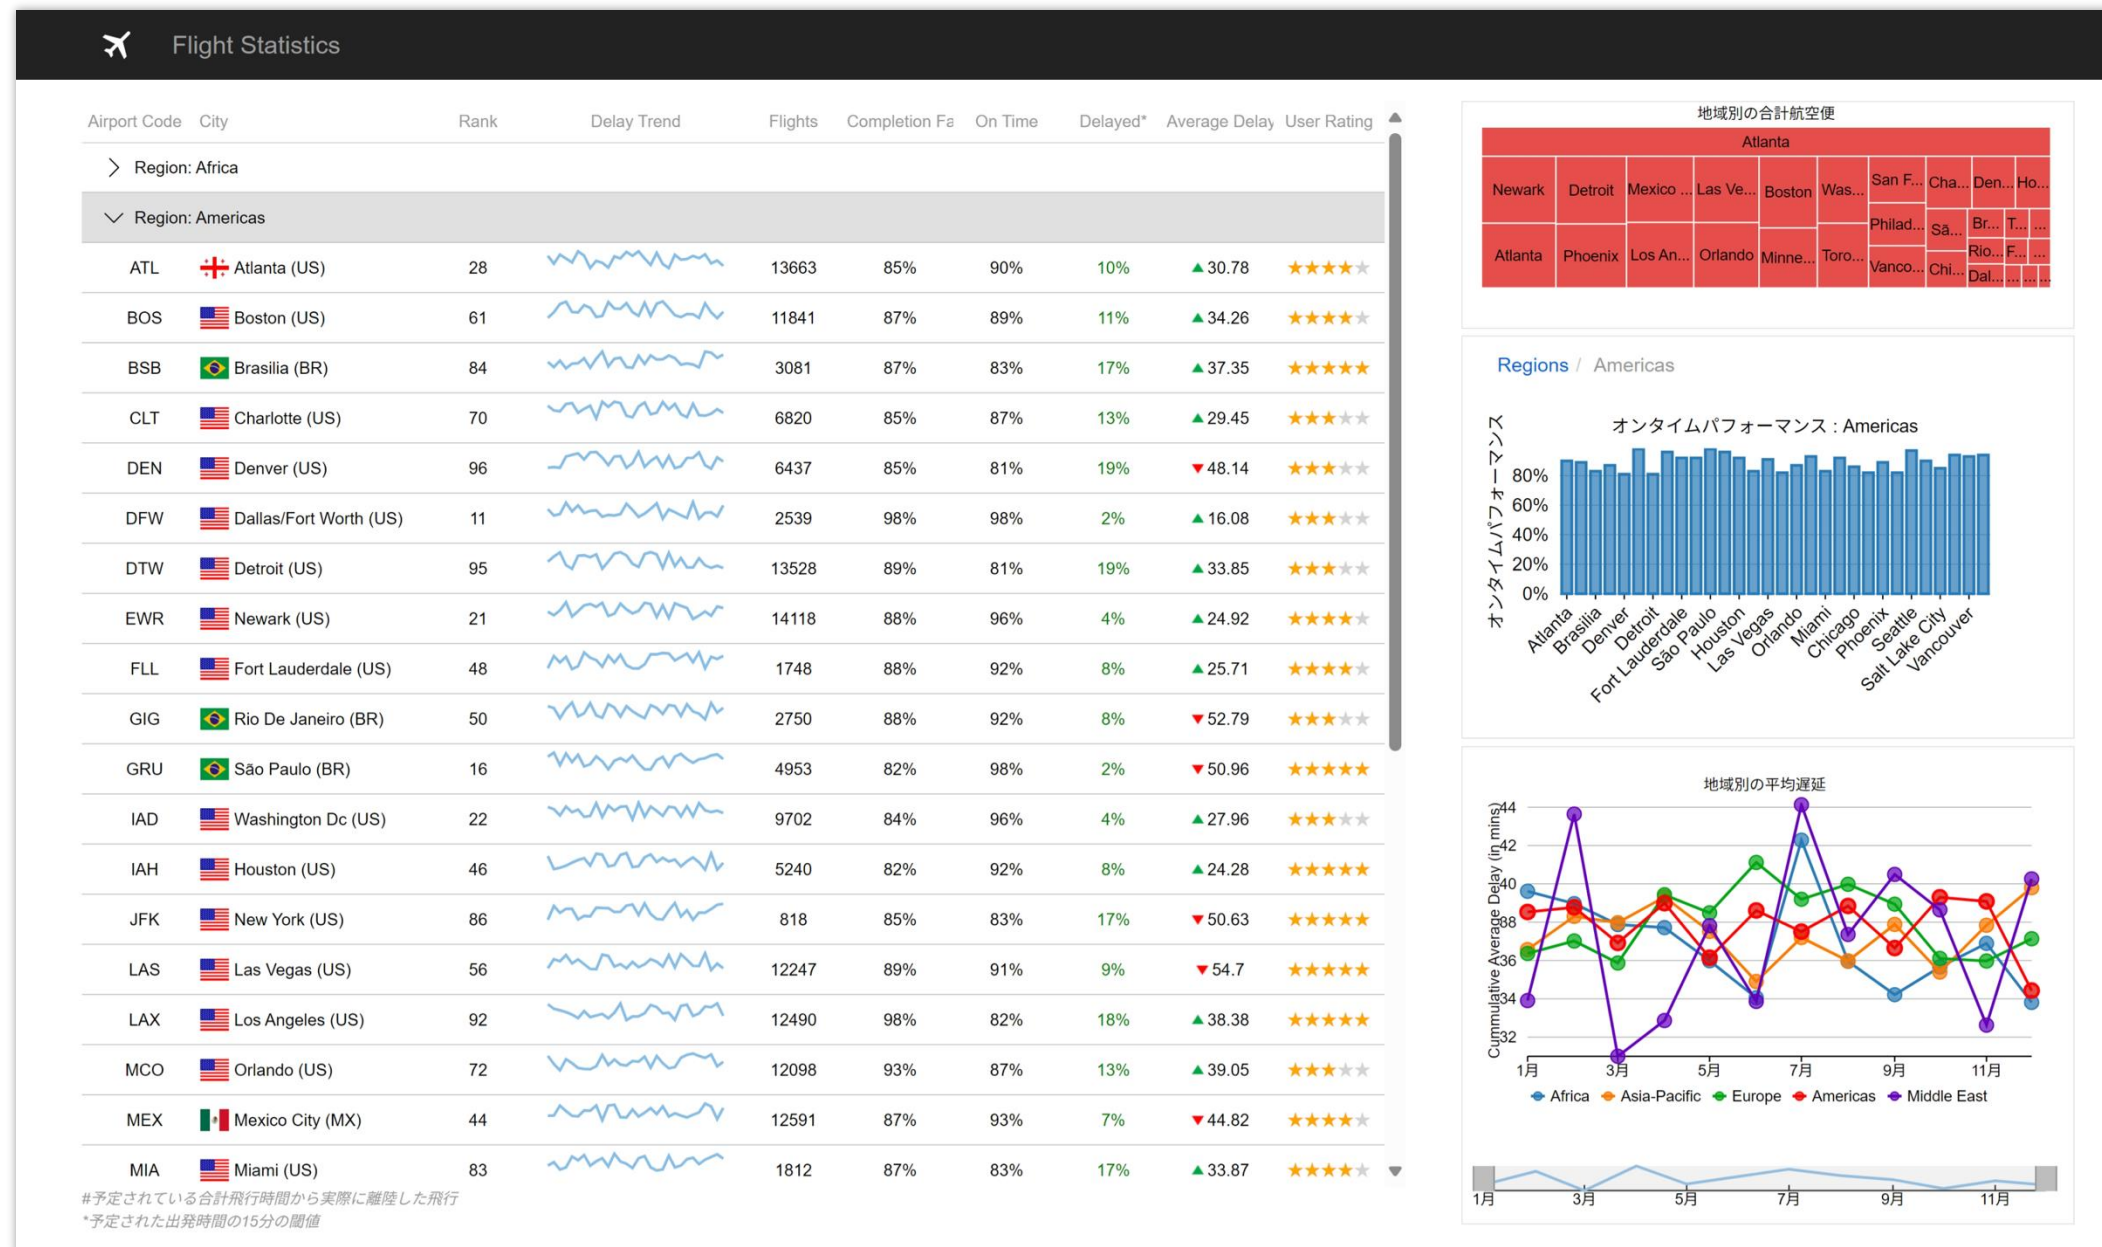 Flight Statistics
Airport Code City Rank Delay Trend Flights Completion Fa On Time Delayed* Average Delay User Rating
Region: Africa
Region: Americas
ATL Atlanta (US) 28 13663 85% 90% 10% 30.78
BOS Boston (US) 61 11841 87% 89% 11% 34.26
BSB Brasilia (BR) 84 3081 87% 83% 17% 37.35
CLT Charlotte (US) 70 6820 85% 87% 13% 29.45
DEN Denver (US) 96 6437 85% 81% 19% 48.14
DFW Dallas/Fort Worth (US) 11 2539 98% 98% 2% 16.08
DTW Detroit (US) 95 13528 89% 81% 19% 33.85
EWR Newark (US) 21 14118 88% 96% 4% 24.92
FLL Fort Lauderdale (US) 48 1748 88% 92% 8% 25.71
GIG Rio De Janeiro (BR) 50 2750 88% 92% 8% 52.79
GRU São Paulo (BR) 16 4953 82% 98% 2% 50.96
IAD Washington Dc (US) 22 9702 84% 96% 4% 27.96
IAH Houston (US) 46 5240 82% 92% 8% 24.28
JFK New York (US) 86 818 85% 83% 17% 50.63
LAS Las Vegas (US) 56 12247 89% 91% 9% 54.7
LAX Los Angeles (US) 92 12490 98% 82% 18% 38.38
MCO Orlando (US) 72 12098 93% 87% 13% 39.05
MEX Mexico City (MX) 44 12591 87% 93% 7% 44.82
MIA Miami (US) 83 1812 87% 83% 17% 33.87
#予定されている合計飛行時間から実際に離陸した飛行
*予定された出発時間の15分の閾値
地域別の合計航空便
Atlanta
Newark Detroit Mexico ... Las Ve... Boston Was... San F... Cha... Den... Ho...
Philad... Sã... Br... T... ...
Atlanta Phoenix Los An... Orlando Minne... Toro... Vanco... Chi... Rio... F... ...
Dal... ... ... ...
Regions / Americas
オンタイムパフォーマンス : Americas
オンタイムパフォーマンス
80%
60%
40%
20%
0%
Atlanta Brasilia Denver Detroit Fort Lauderdale São Paulo Houston Las Vegas Orlando Miami Chicago Phoenix Seattle Salt Lake City Vancouver
地域別の平均遅延
Cummulative Average Delay (in mins)
44
42
40
38
36
34
32
1月 3月 5月 7月 9月 11月
Africa Asia-Pacific Europe Americas Middle East
1月 3月 5月 7月 9月 11月